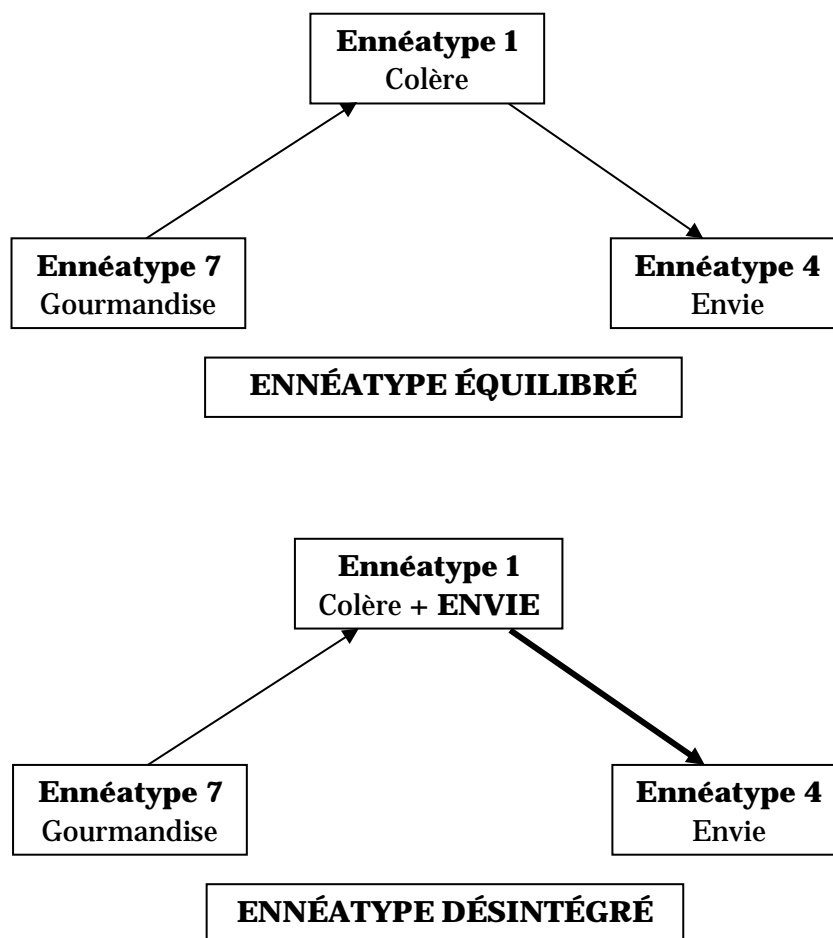 Ennéatype 1
Colère
Ennéatype 7
Gourmandise
Ennéatype 4
Envie
ENNÉATYPE ÉQUILIBRÉ
Ennéatype 1
Colère + ENVIE
Ennéatype 7
Gourmandise
Ennéatype 4
Envie
ENNÉATYPE DÉSINTÉGRÉ